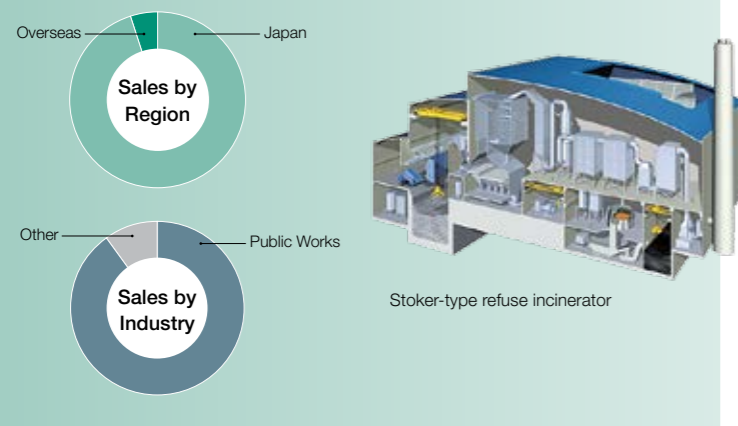 Overseas
Japan
Sales by
Region
Other
Public Works
Sales by
Industry
Stoker-type refuse incinerator